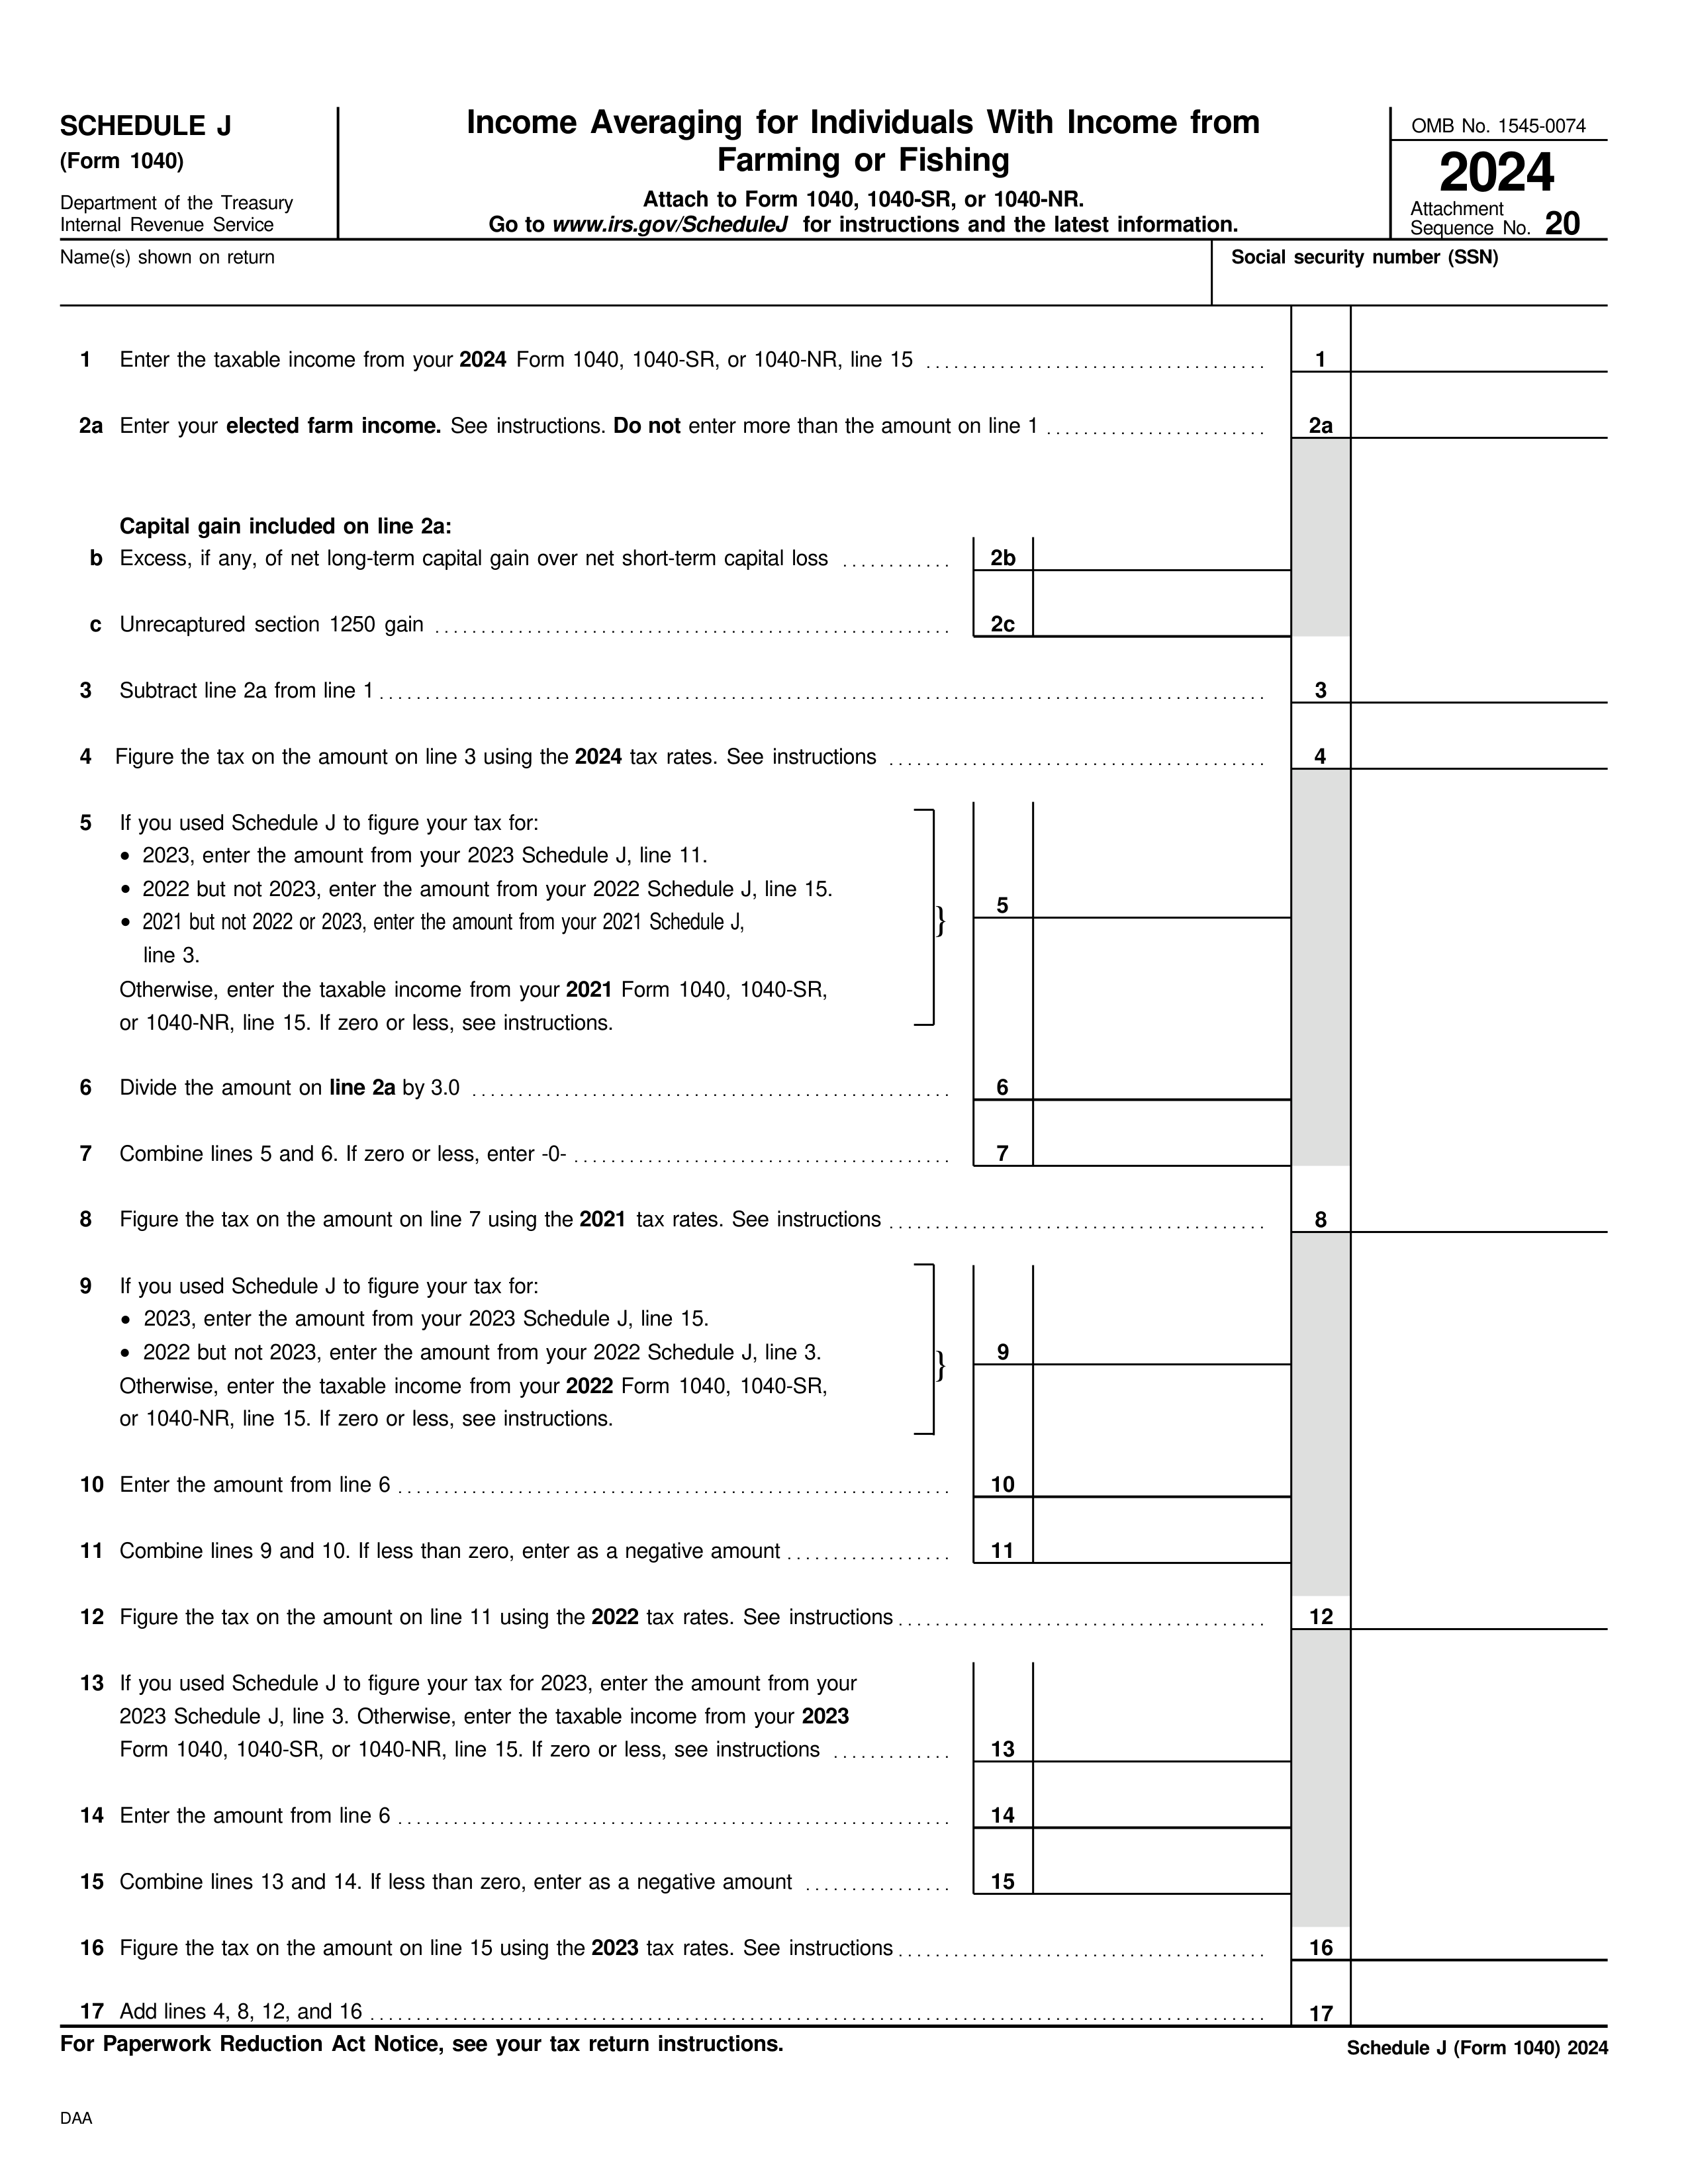 SCHEDULE J
(Form 1040)
Department of the Treasury
Internal Revenue Service
Income Averaging for Individuals With Income from
Farming or Fishing
Attach to Form 1040, 1040-SR, or 1040-NR.
Go to www.irs.gov/ScheduleJ for instructions and the latest information.
OMB No. 1545-0074
2024
Attachment
Sequence No. 20
Name(s) shown on return
Social security number (SSN)
1 Enter the taxable income from your 2024 Form 1040, 1040-SR, or 1040-NR, line 15 1
2a Enter your elected farm income. See instructions. Do not enter more than the amount on line 1 2a
Capital gain included on line 2a:
b Excess, if any, of net long-term capital gain over net short-term capital loss 2b
c Unrecaptured section 1250 gain 2c
3 Subtract line 2a from line 1 3
4 Figure the tax on the amount on line 3 using the 2024 tax rates. See instructions 4
5 If you used Schedule J to figure your tax for:
• 2023, enter the amount from your 2023 Schedule J, line 11.
• 2022 but not 2023, enter the amount from your 2022 Schedule J, line 15.
• 2021 but not 2022 or 2023, enter the amount from your 2021 Schedule J,
line 3.
Otherwise, enter the taxable income from your 2021 Form 1040, 1040-SR,
or 1040-NR, line 15. If zero or less, see instructions.
} 5
6 Divide the amount on line 2a by 3.0 6
7 Combine lines 5 and 6. If zero or less, enter -0- 7
8 Figure the tax on the amount on line 7 using the 2021 tax rates. See instructions 8
9 If you used Schedule J to figure your tax for:
• 2023, enter the amount from your 2023 Schedule J, line 15.
• 2022 but not 2023, enter the amount from your 2022 Schedule J, line 3.
Otherwise, enter the taxable income from your 2022 Form 1040, 1040-SR,
or 1040-NR, line 15. If zero or less, see instructions.
} 9
10 Enter the amount from line 6 10
11 Combine lines 9 and 10. If less than zero, enter as a negative amount 11
12 Figure the tax on the amount on line 11 using the 2022 tax rates. See instructions 12
13 If you used Schedule J to figure your tax for 2023, enter the amount from your
2023 Schedule J, line 3. Otherwise, enter the taxable income from your 2023
Form 1040, 1040-SR, or 1040-NR, line 15. If zero or less, see instructions 13
14 Enter the amount from line 6 14
15 Combine lines 13 and 14. If less than zero, enter as a negative amount 15
16 Figure the tax on the amount on line 15 using the 2023 tax rates. See instructions 16
17 Add lines 4, 8, 12, and 16 17
For Paperwork Reduction Act Notice, see your tax return instructions.
Schedule J (Form 1040) 2024
DAA